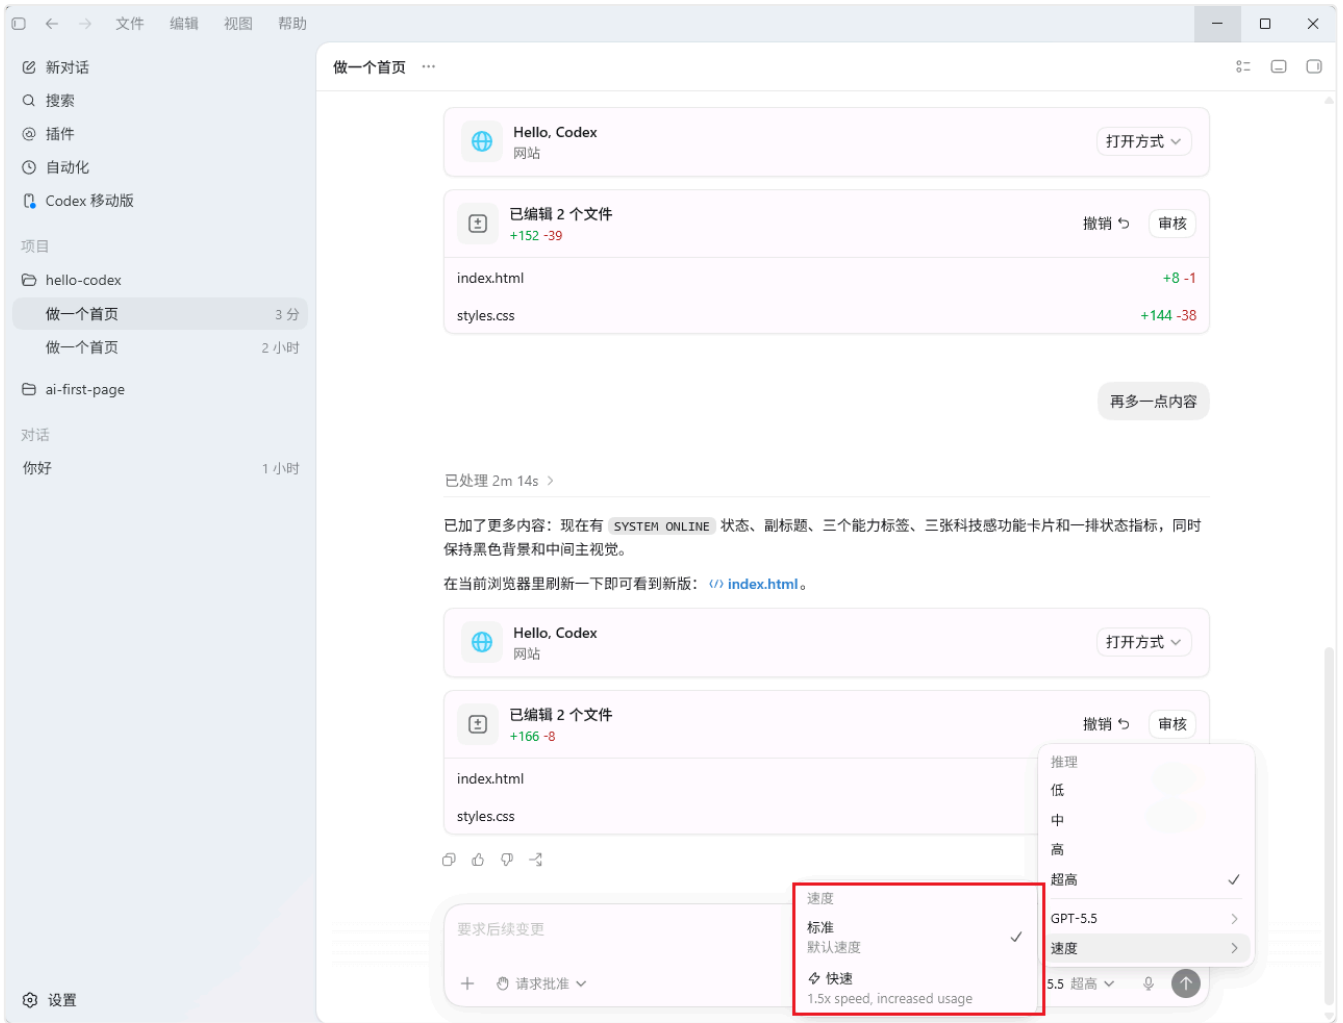 文件 编辑 视图 帮助
新对话
搜索
插件
自动化
Codex 移动版
项目
hello-codex
做一个首页 3 分
做一个首页 2 小时
ai-first-page
对话
你好 1 小时
设置
做一个首页 ···
Hello, Codex
网站
打开方式
已编辑 2 个文件
+152 -39
撤销 审核
index.html +8 -1
styles.css +144 -38
再多一点内容
已处理 2m 14s
已加了更多内容：现在有 SYSTEM ONLINE 状态、副标题、三个能力标签、三张科技感功能卡片和一排状态指标，同时
保持黑色背景和中间主视觉。
在当前浏览器里刷新一下即可看到新版： index.html。
Hello, Codex
网站
打开方式
已编辑 2 个文件
+166 -8
撤销 审核
index.html
styles.css
推理
低
中
高
超高
GPT-5.5
速度
速度
标准
默认速度
快速
1.5x speed, increased usage
要求后续变更
请求批准
5.5 超高